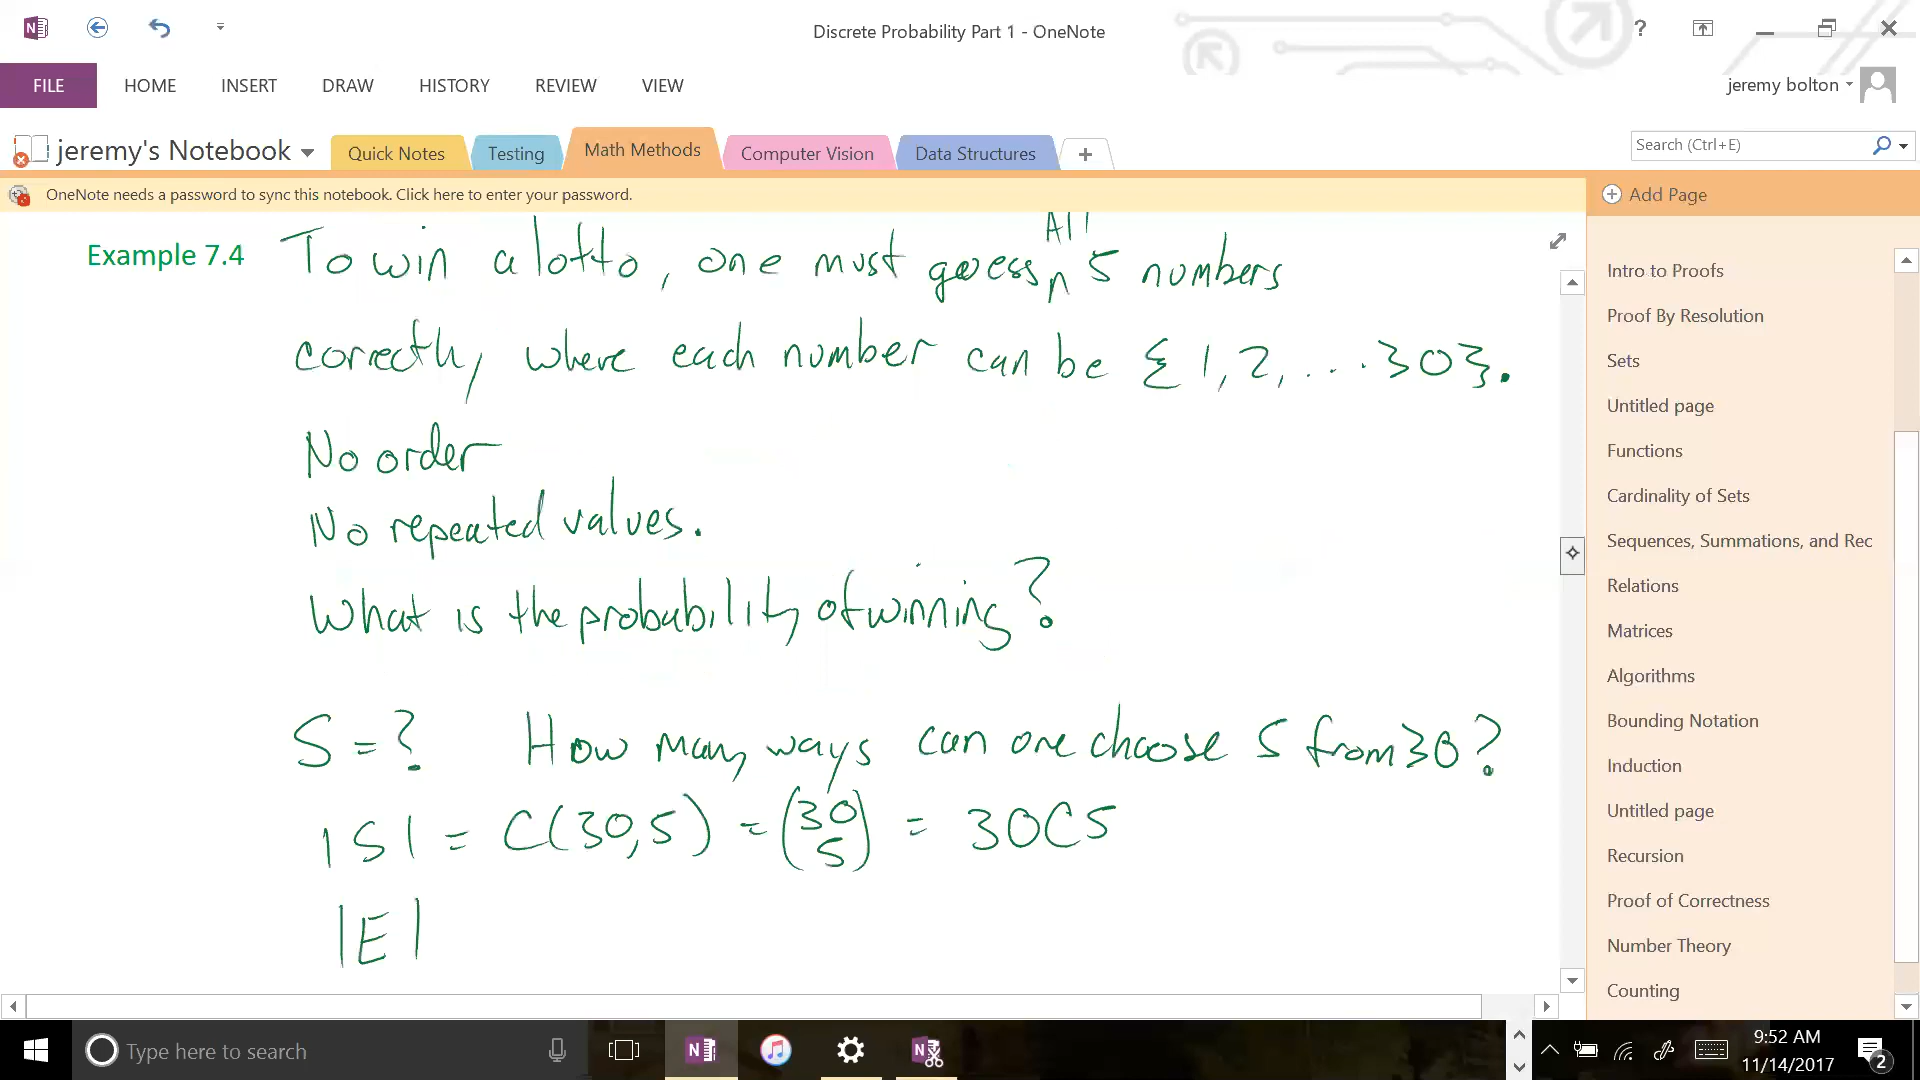 Discrete Probability Part 1 - OneNote
?
FILE HOME INSERT DRAW HISTORY REVIEW VIEW
jeremy bolton
jeremy's Notebook Quick Notes Testing Math Methods Computer Vision Data Structures +
Search (Ctrl+E)
OneNote needs a password to sync this notebook. Click here to enter your password.
Add Page
Example 7.4 To win a lotto, one must guess 5 numbers
All
correctly, where each number can be {1, 2, ... 30}.
No order
No repeated values.
What is the probability of winning?
S = ? How many ways can one choose 5 from 30?
|S| = C(30,5) = (30 5) = 30C5
|E|
Intro to Proofs
Proof By Resolution
Sets
Untitled page
Functions
Cardinality of Sets
Sequences, Summations, and Rec
Relations
Matrices
Algorithms
Bounding Notation
Induction
Untitled page
Recursion
Proof of Correctness
Number Theory
Counting
Type here to search
9:52 AM
11/14/2017
2